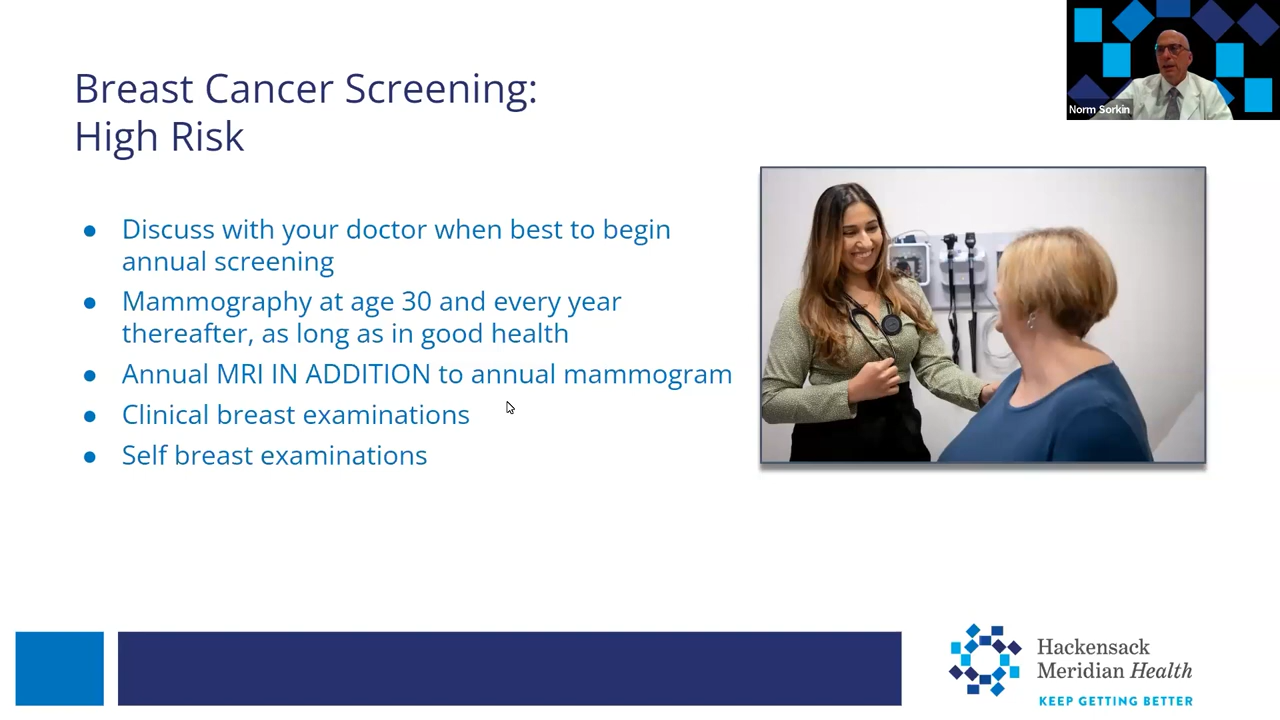 Breast Cancer Screening:
High Risk
Norm Sorkin
● Discuss with your doctor when best to begin
annual screening
● Mammography at age 30 and every year
thereafter, as long as in good health
● Annual MRI IN ADDITION to annual mammogram
● Clinical breast examinations
● Self breast examinations
Hackensack
Meridian Health
KEEP GETTING BETTER